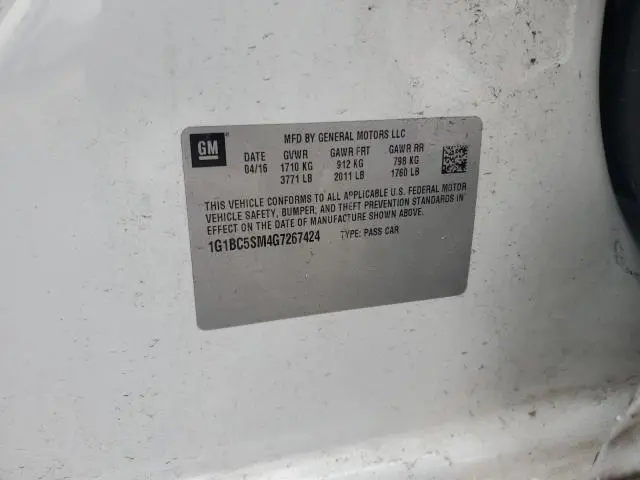 GM
MFD BY GENERAL MOTORS LLC
DATE GVWR GAWR FRT GAWR RR
04/16 1710 KG 912 KG 798 KG
3771 LB 2011 LB 1760 LB
THIS VEHICLE CONFORMS TO ALL APPLICABLE U.S. FEDERAL MOTOR
VEHICLE SAFETY, BUMPER, AND THEFT PREVENTION STANDARDS IN
EFFECT ON THE DATE OF MANUFACTURE SHOWN ABOVE.
1G1BC5SM4G7267424 TYPE: PASS CAR